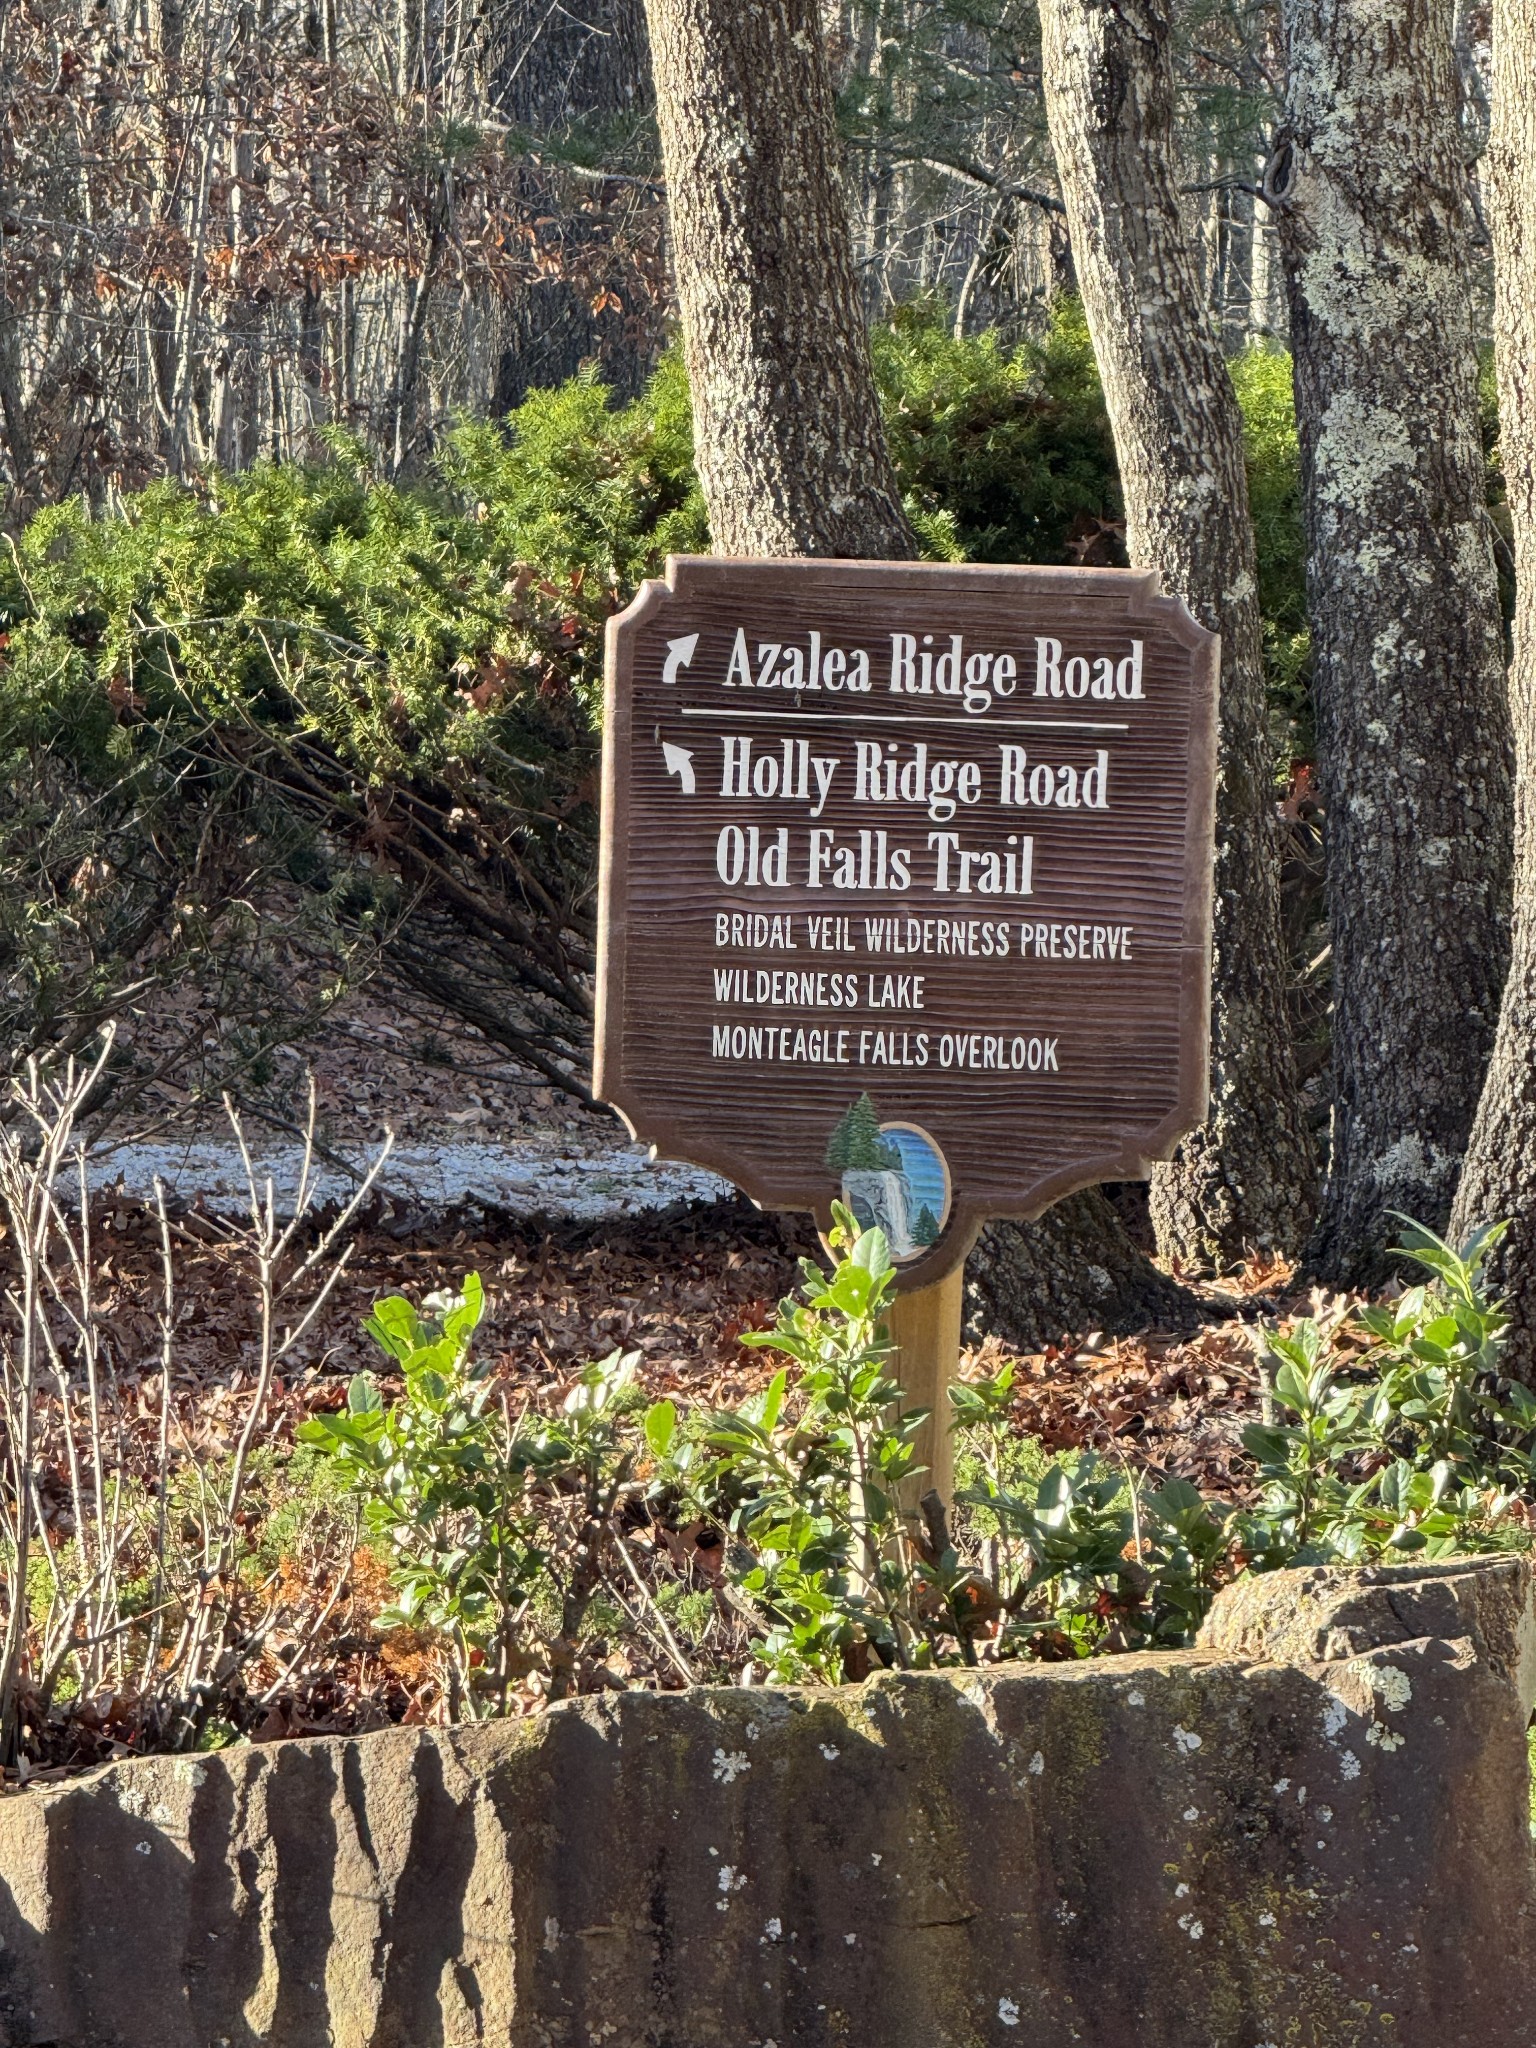 Azalea Ridge Road
Holly Ridge Road
Old Falls Trail
BRIDAL VEIL WILDERNESS PRESERVE
WILDERNESS LAKE
MONTEAGLE FALLS OVERLOOK